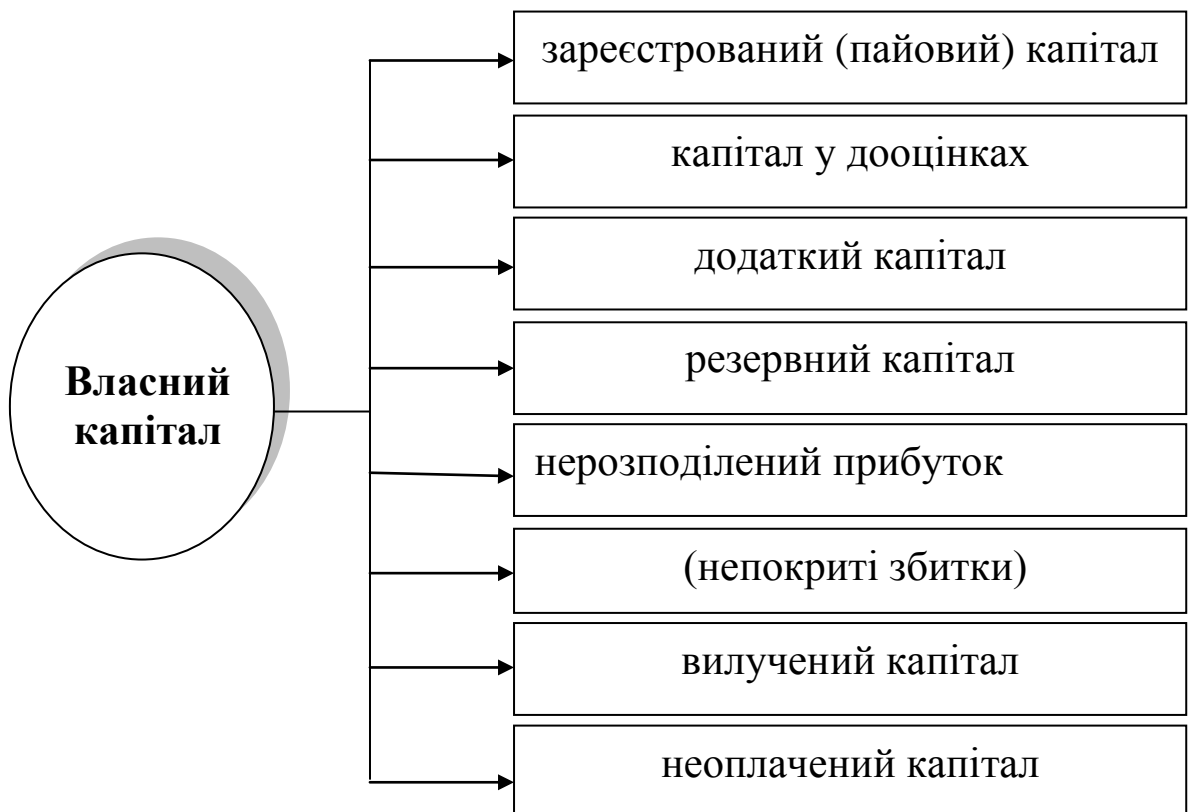 Власний
капітал
зареєстрований (пайовий) капітал
капітал у дооцінках
додаткий капітал
резервний капітал
нерозподілений прибуток
(непокриті збитки)
вилучений капітал
неоплачений капітал